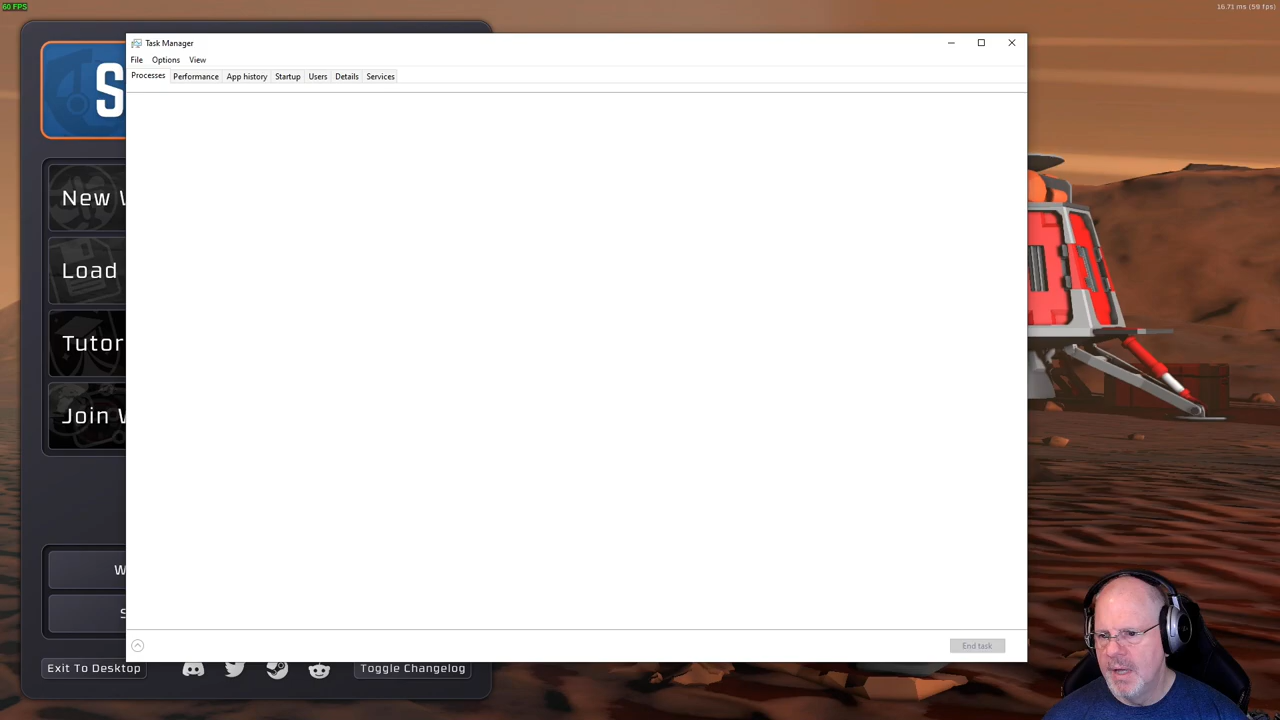 60 FPS
16.71 ms (59 fps)
Task Manager
File Options View
Processes Performance App history Startup Users Details Services
S
New W
Load
Tutor
Join W
W
S
End task
Exit To Desktop
Toggle Changelog